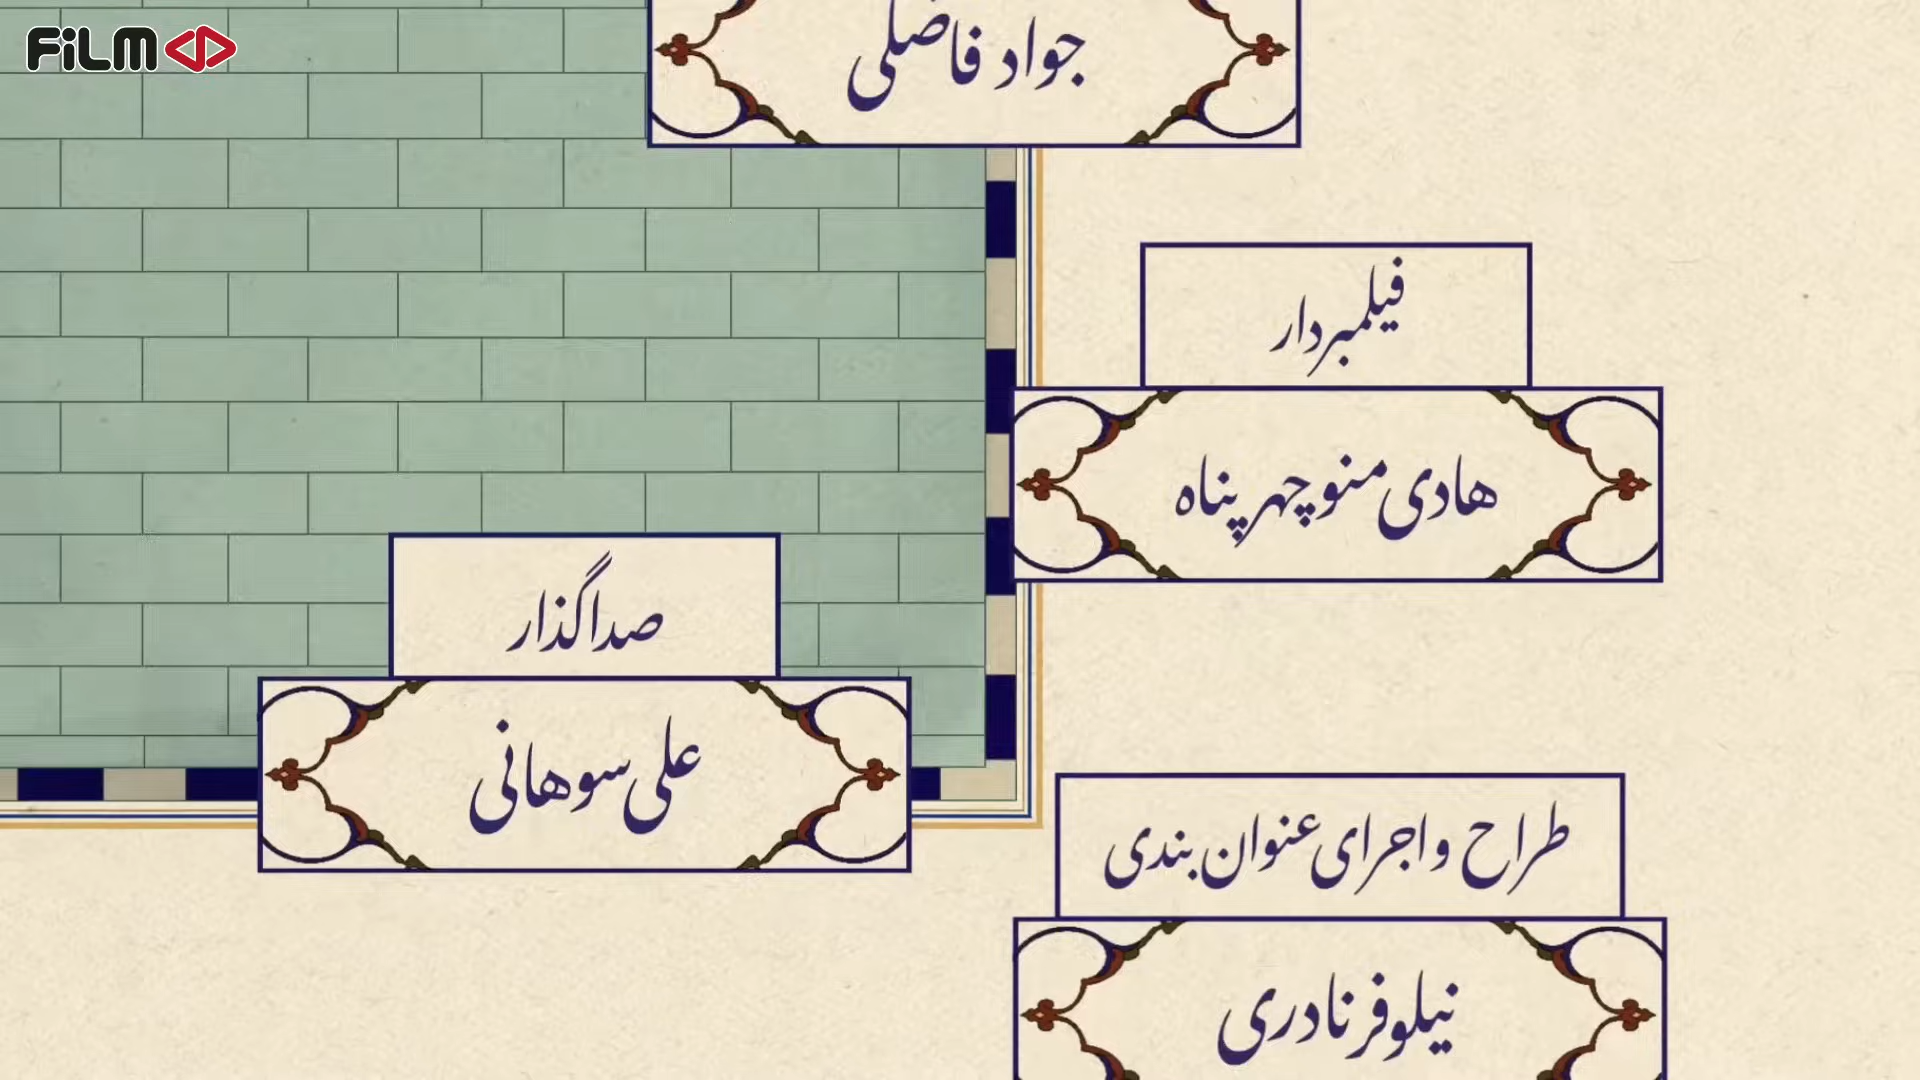 FiLM
جواد فاضلی
فیلمبردار
هادی منوچهرپناه
صداگذار
علی سوهانی
طراح و اجرای عنوان بندی
نیلوفر نادری